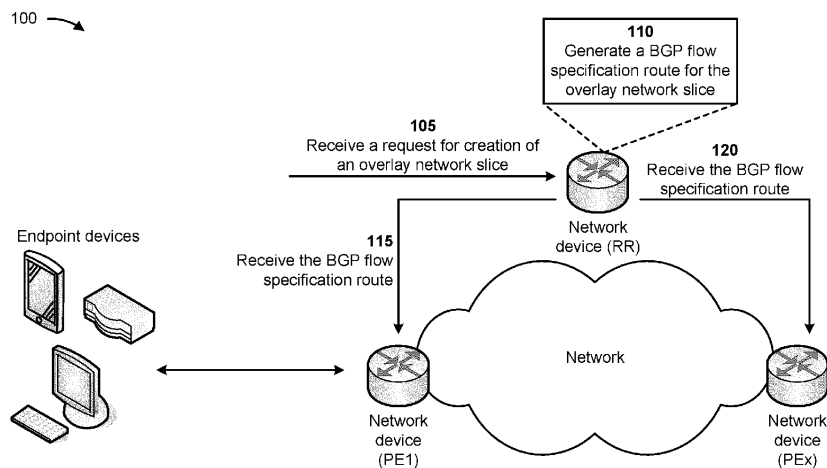 100
110
Generate a BGP flow
specification route for the
overlay network slice
105
Receive a request for creation of
an overlay network slice
120
Receive the BGP flow
specification route
Network
device (RR)
Endpoint devices
115
Receive the BGP flow
specification route
Network
Network
device
(PE1)
Network
device
(PEx)